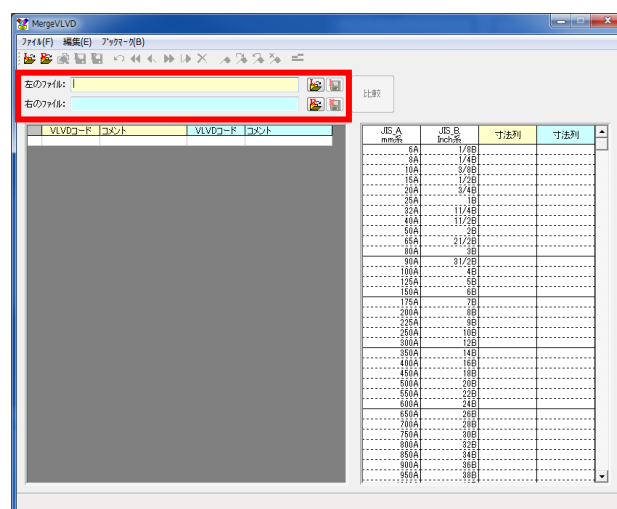 MergeVLVD
ﾌｧｲﾙ(F) 編集(E) ﾌﾞｯｸﾏｰｸ(B)
左のﾌｧｲﾙ:
右のﾌｧｲﾙ:
比較
VLVDコード コメント VLVDコード コメント
JIS_A JIS_B 寸法列 寸法列
mm系 Inch系
6A 1/8B
8A 1/4B
10A 3/8B
15A 1/2B
20A 3/4B
25A 1B
32A 11/4B
40A 11/2B
50A 2B
65A 21/2B
80A 3B
90A 31/2B
100A 4B
125A 5B
150A 6B
175A 7B
200A 8B
225A 9B
250A 10B
300A 12B
350A 14B
400A 16B
450A 18B
500A 20B
550A 22B
600A 24B
650A 26B
700A 28B
750A 30B
800A 32B
850A 34B
900A 36B
950A 38B